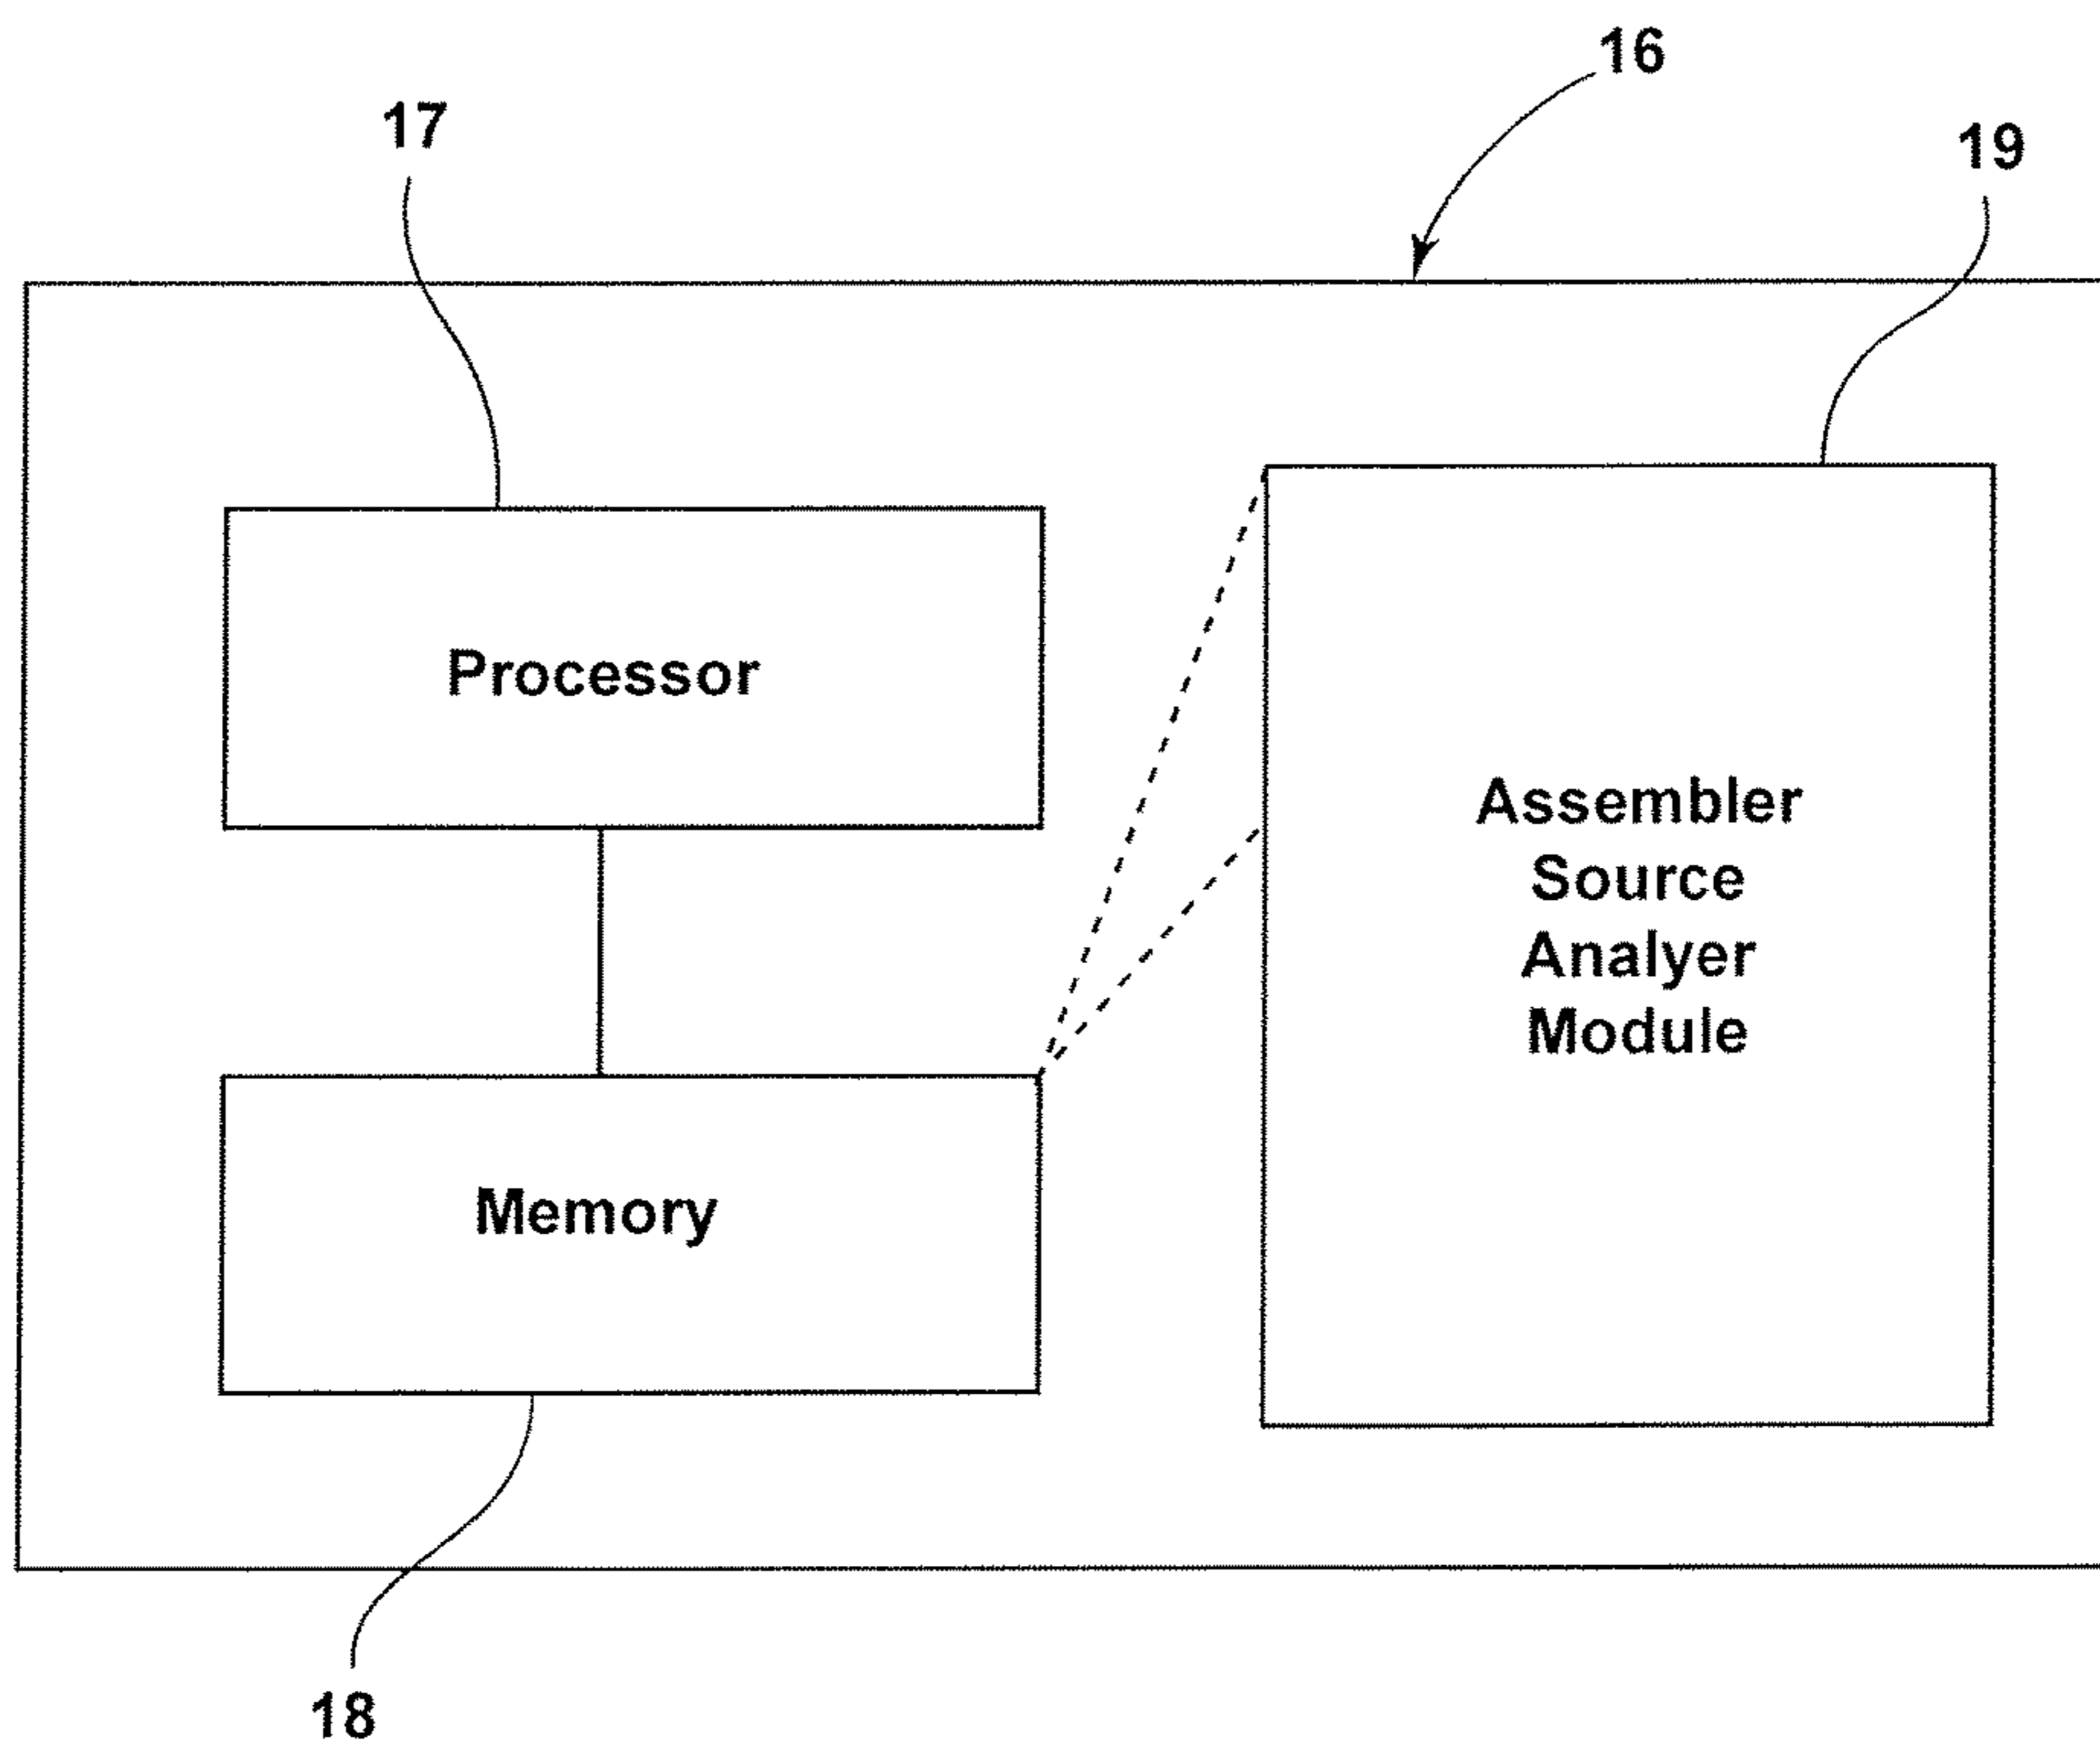 16
17
19
Processor
Assembler
Source
Analyer
Module
Memory
18